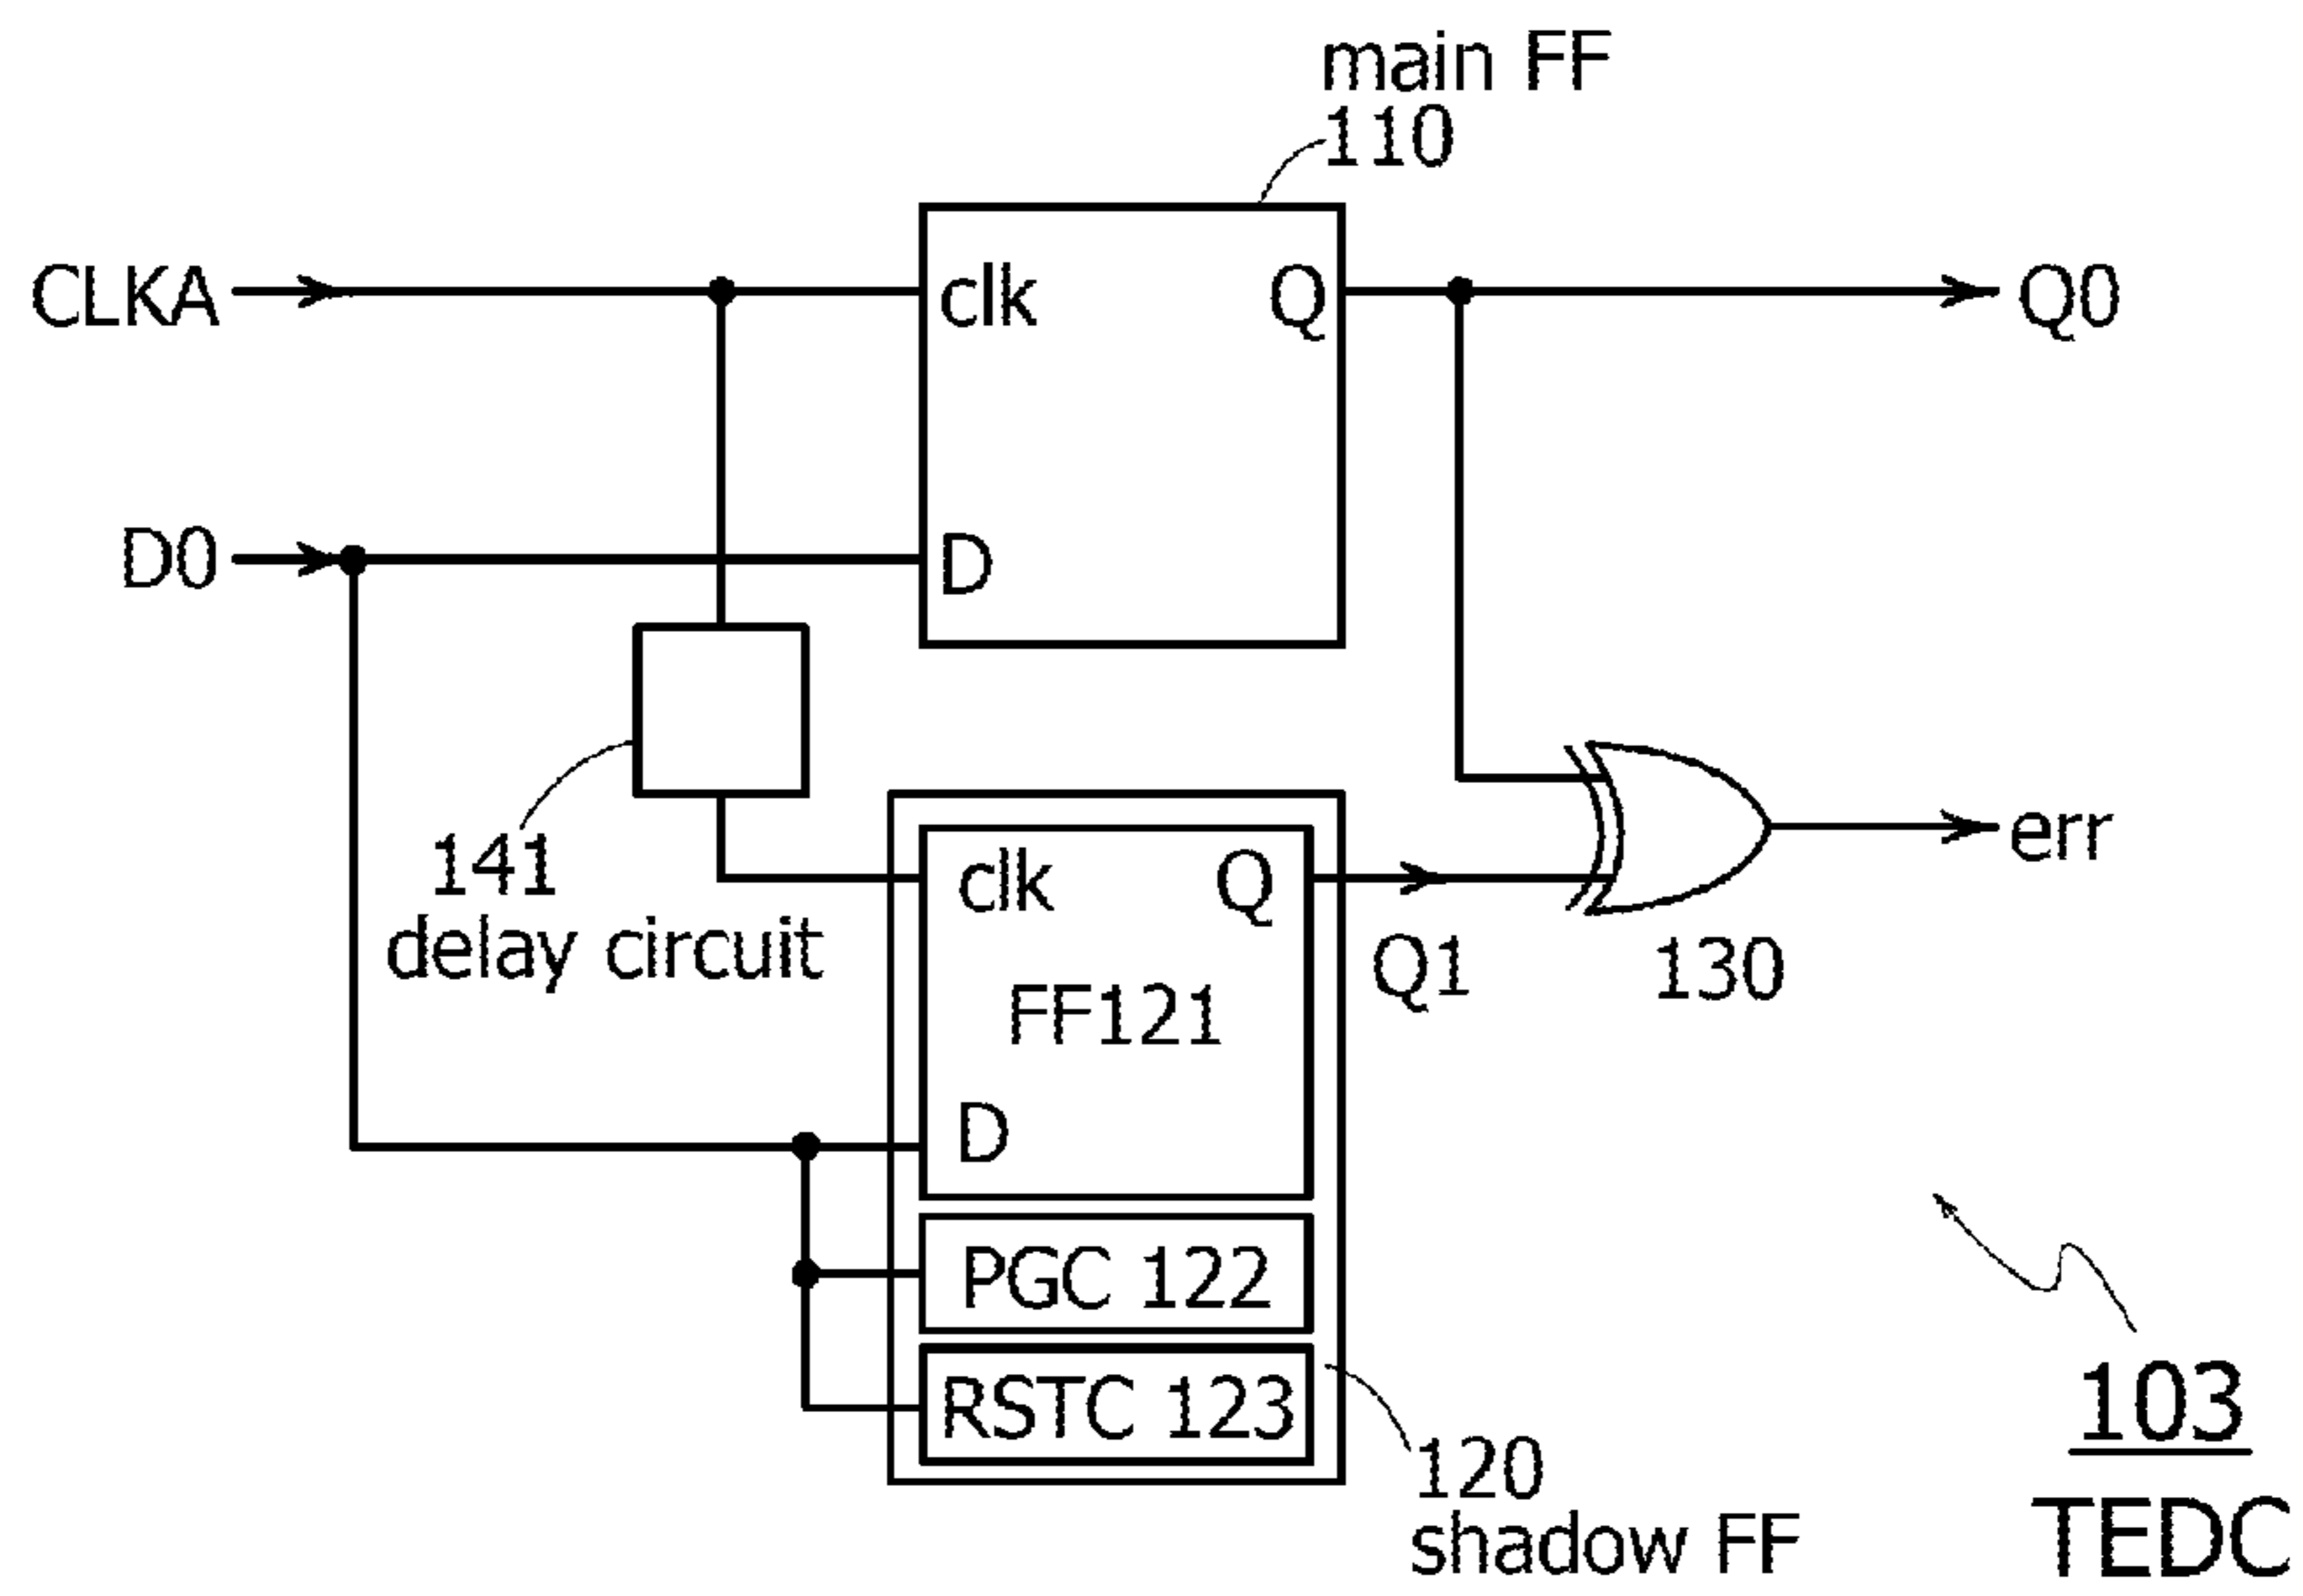 main FF
110
CLKA
clk
Q
Q0
D0
D
141
delay circuit
clk
Q
FF121
D
Q1
130
err
PGC 122
RSTC 123
120
shadow FF
103
TEDC